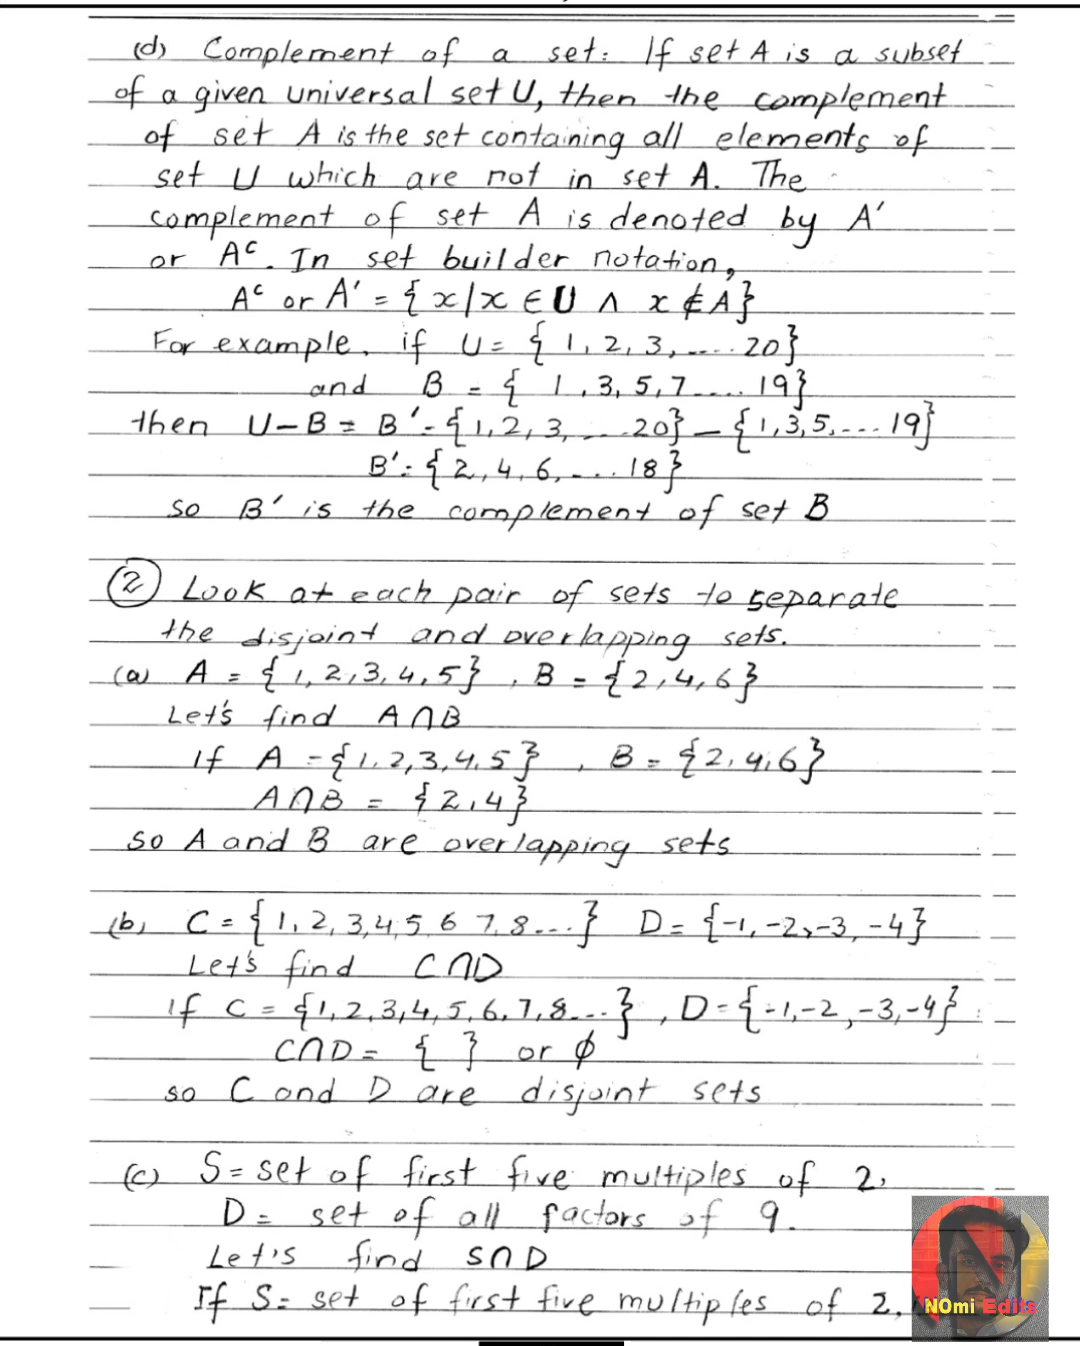 (d) Complement of a set: If set A is a subset
of a given universal set U, then the complement
of set A is the set containing all elements of
set U which are not in set A. The
complement of set A is denoted by A'
or Aᶜ. In set builder notation,
Aᶜ or A' = {x/x ∈ U ∧ x ∉ A}
For example, if U = {1, 2, 3, .... 20}
and B = {1, 3, 5, 7 .... 19}
then U-B = B' = {1, 2, 3, .... 20} - {1, 3, 5, .... 19}
B' = {2, 4, 6, .... 18}
so B' is the complement of set B
② Look at each pair of sets to separate
the disjoint and overlapping sets.
(a) A = {1, 2, 3, 4, 5}, B = {2, 4, 6}
Let's find A∩B
If A = {1, 2, 3, 4, 5}, B = {2, 4, 6}
A∩B = {2, 4}
so A and B are overlapping sets
(b) C = {1, 2, 3, 4, 5 6 7, 8 ...} D = {-1, -2, -3, -4}
Let's find C∩D
If C = {1, 2, 3, 4, 5, 6, 7, 8 ...}, D = {-1, -2, -3, -4}
C∩D = { } or ϕ
so C and D are disjoint sets
(c) S = set of first five multiples of 2,
D = set of all factors of 9.
Let's find S∩D
If S = set of first five multiples of 2,
NOmi Edits